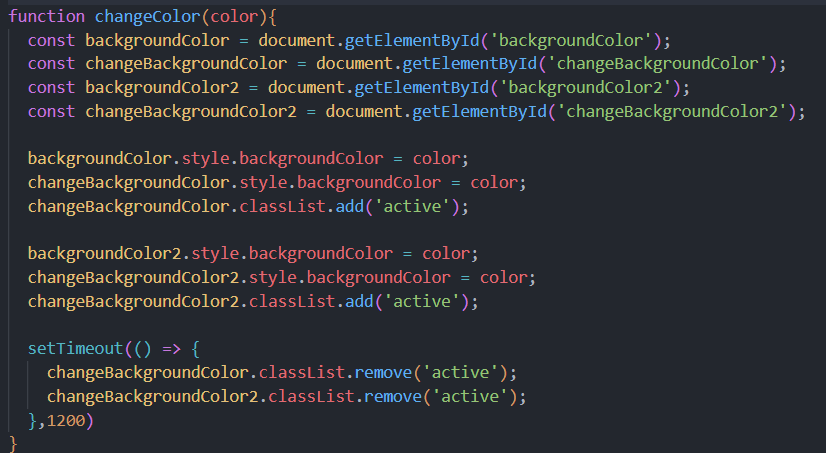 function changeColor(color){
  const backgroundColor = document.getElementById('backgroundColor');
  const changeBackgroundColor = document.getElementById('changeBackgroundColor');
  const backgroundColor2 = document.getElementById('backgroundColor2');
  const changeBackgroundColor2 = document.getElementById('changeBackgroundColor2');

  backgroundColor.style.backgroundColor = color;
  changeBackgroundColor.style.backgroundColor = color;
  changeBackgroundColor.classList.add('active');

  backgroundColor2.style.backgroundColor = color;
  changeBackgroundColor2.style.backgroundColor = color;
  changeBackgroundColor2.classList.add('active');

  setTimeout(() => {
    changeBackgroundColor.classList.remove('active');
    changeBackgroundColor2.classList.remove('active');
  },1200)
}